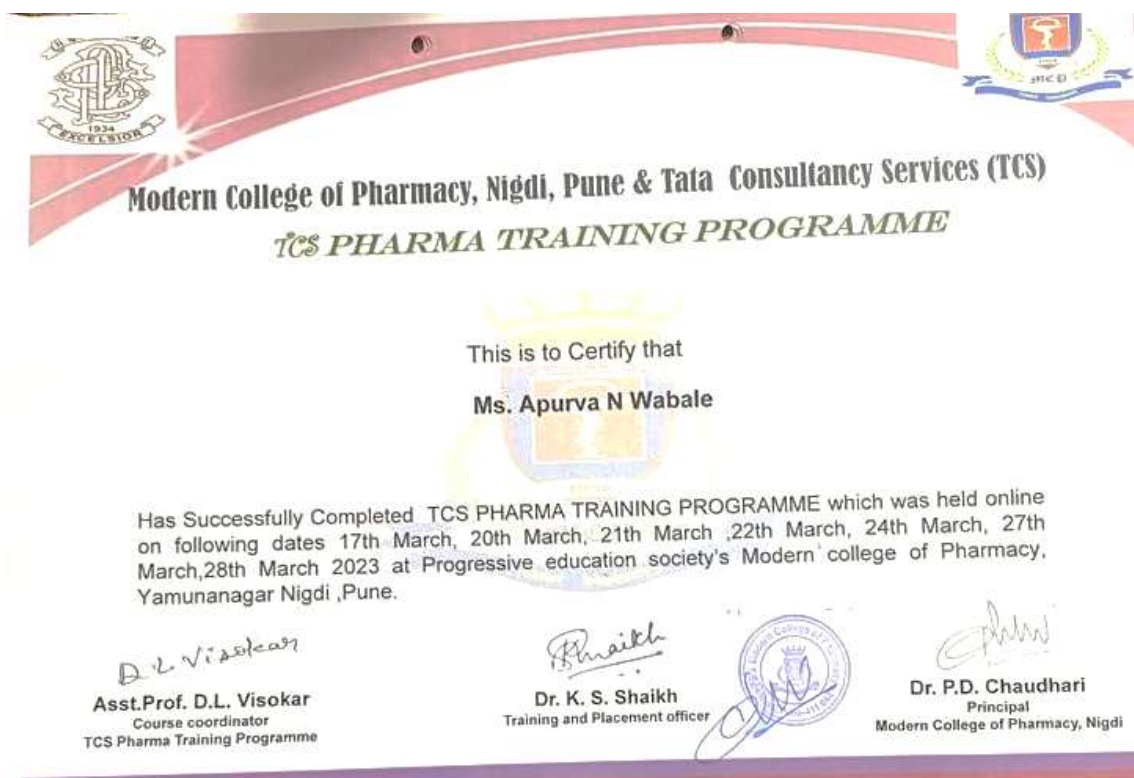 1934
EXCELSIOR
MCP
Modern College of Pharmacy, Nigdi, Pune & Tata Consultancy Services (TCS)
TCS PHARMA TRAINING PROGRAMME
This is to Certify that
Ms. Apurva N Wabale
Has Successfully Completed TCS PHARMA TRAINING PROGRAMME which was held online
on following dates 17th March, 20th March, 21th March ,22th March, 24th March, 27th
March,28th March 2023 at Progressive education society's Modern college of Pharmacy,
Yamunanagar Nigdi ,Pune.
D. L. Visokar
Shaikh
Asst.Prof. D.L. Visokar
Course coordinator
TCS Pharma Training Programme
Dr. K. S. Shaikh
Training and Placement officer
Dr. P.D. Chaudhari
Principal
Modern College of Pharmacy, Nigdi